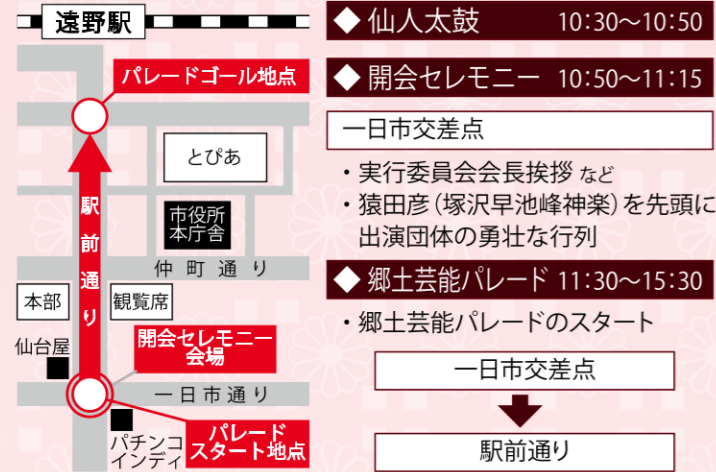 遠野駅
パレードゴール地点
とぴあ
市役所
本庁舎
駅前通り
仲町通り
本部
観覧席
仙台屋
開会セレモニー
会場
一日市通り
パチンコ
インディ
パレード
スタート地点
◆ 仙人太鼓 10:30〜10:50
◆ 開会セレモニー 10:50〜11:15
一日市交差点
・実行委員会会長挨拶 など
・猿田彦（塚沢早池峰神楽）を先頭に
出演団体の勇壮な行列
◆ 郷土芸能パレード 11:30〜15:30
・郷土芸能パレードのスタート
一日市交差点
駅前通り